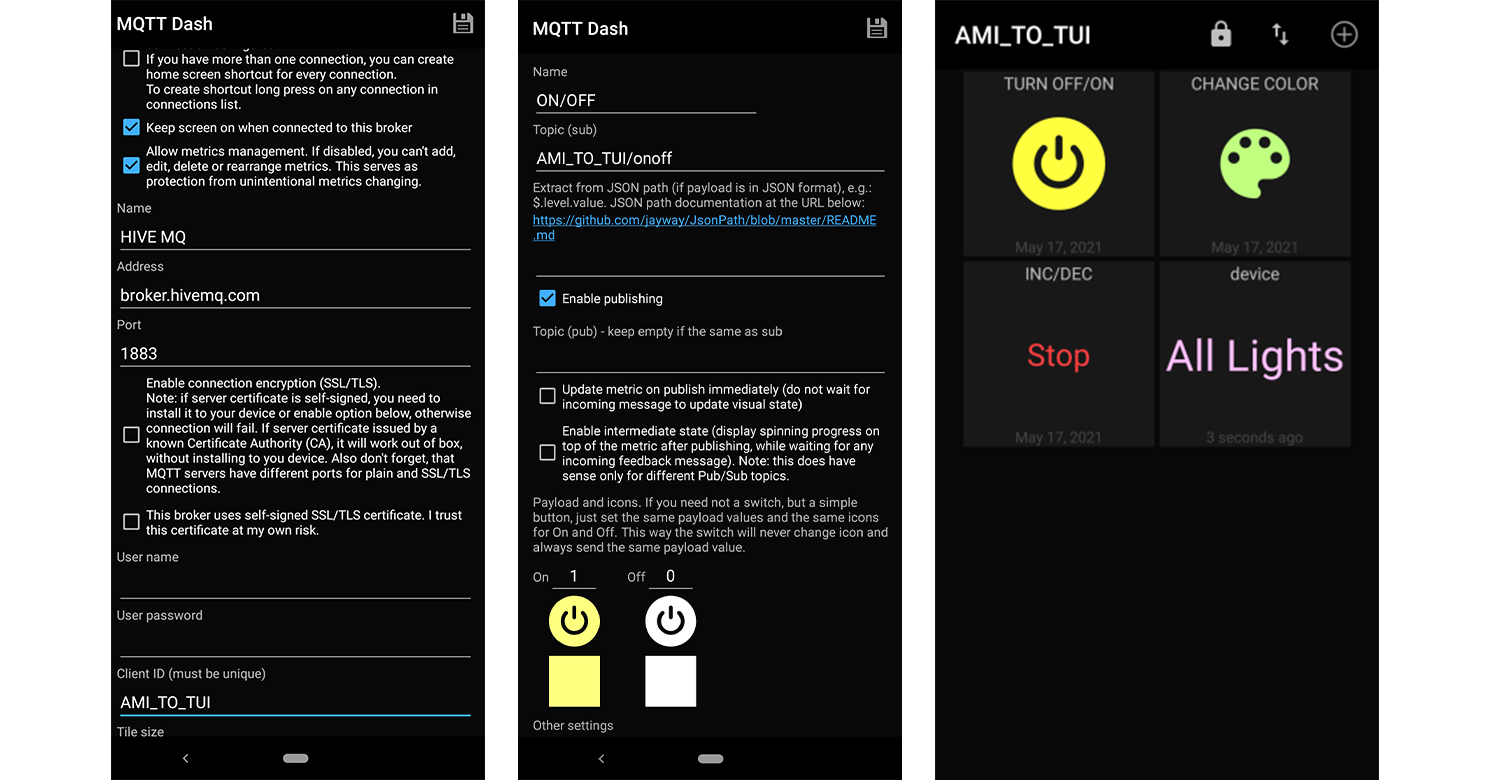 MQTT Dash
If you have more than one connection, you can create
home screen shortcut for every connection.
To create shortcut long press on any connection in
connections list.
Keep screen on when connected to this broker
Allow metrics management. If disabled, you can't add,
edit, delete or rearrange metrics. This serves as
protection from unintentional metrics changing.
Name
HIVE MQ
Address
broker.hivemq.com
Port
1883
Enable connection encryption (SSL/TLS).
Note: if server certificate is self-signed, you need to
install it to your device or enable option below, otherwise
connection will fail. If server certificate issued by a
known Certificate Authority (CA), it will work out of box,
without installing to you device. Also don't forget, that
MQTT servers have different ports for plain and SSL/TLS
connections.
This broker uses self-signed SSL/TLS certificate. I trust
this certificate at my own risk.
User name
User password
Client ID (must be unique)
AMI_TO_TUI
Tile size
MQTT Dash
Name
ON/OFF
Topic (sub)
AMI_TO_TUI/onoff
Extract from JSON path (if payload is in JSON format), e.g.:
$.level.value. JSON path documentation at the URL below:
https://github.com/jayway/JsonPath/blob/master/README
.md
Enable publishing
Topic (pub) - keep empty if the same as sub
Update metric on publish immediately (do not wait for
incoming message to update visual state)
Enable intermediate state (display spinning progress on
top of the metric after publishing, while waiting for any
incoming feedback message). Note: this does have
sense only for different Pub/Sub topics.
Payload and icons. If you need not a switch, but a simple
button, just set the same payload values and the same icons
for On and Off. This way the switch will never change icon and
always send the same payload value.
On 1 Off 0
Other settings
AMI_TO_TUI
TURN OFF/ON
May 17, 2021
CHANGE COLOR
May 17, 2021
INC/DEC
Stop
May 17, 2021
device
All Lights
3 seconds ago